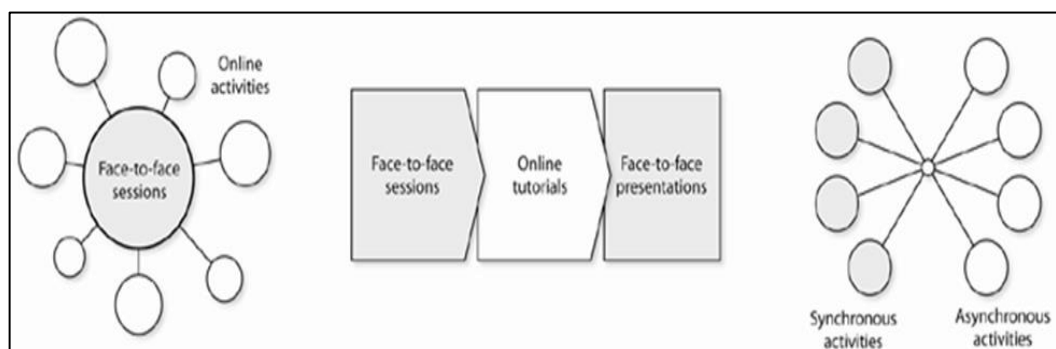 Online
activities
Face-to-face
sessions
Face-to-face
sessions
Online
tutorials
Face-to-face
presentations
Synchronous
activities
Asynchronous
activities